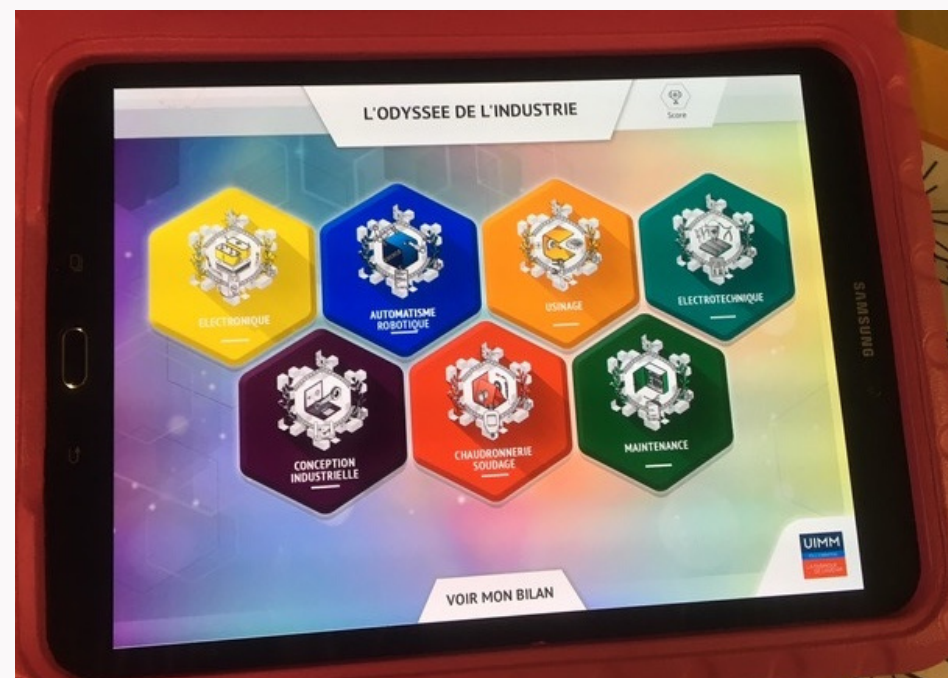 L'ODYSSEE DE L'INDUSTRIE
Score
ELECTRONIQUE
AUTOMATISME
ROBOTIQUE
USINAGE
ELECTROTECHNIQUE
CONCEPTION
INDUSTRIELLE
CHAUDRONNERIE
SOUDAGE
MAINTENANCE
VOIR MON BILAN
UIMM
SAMSUNG